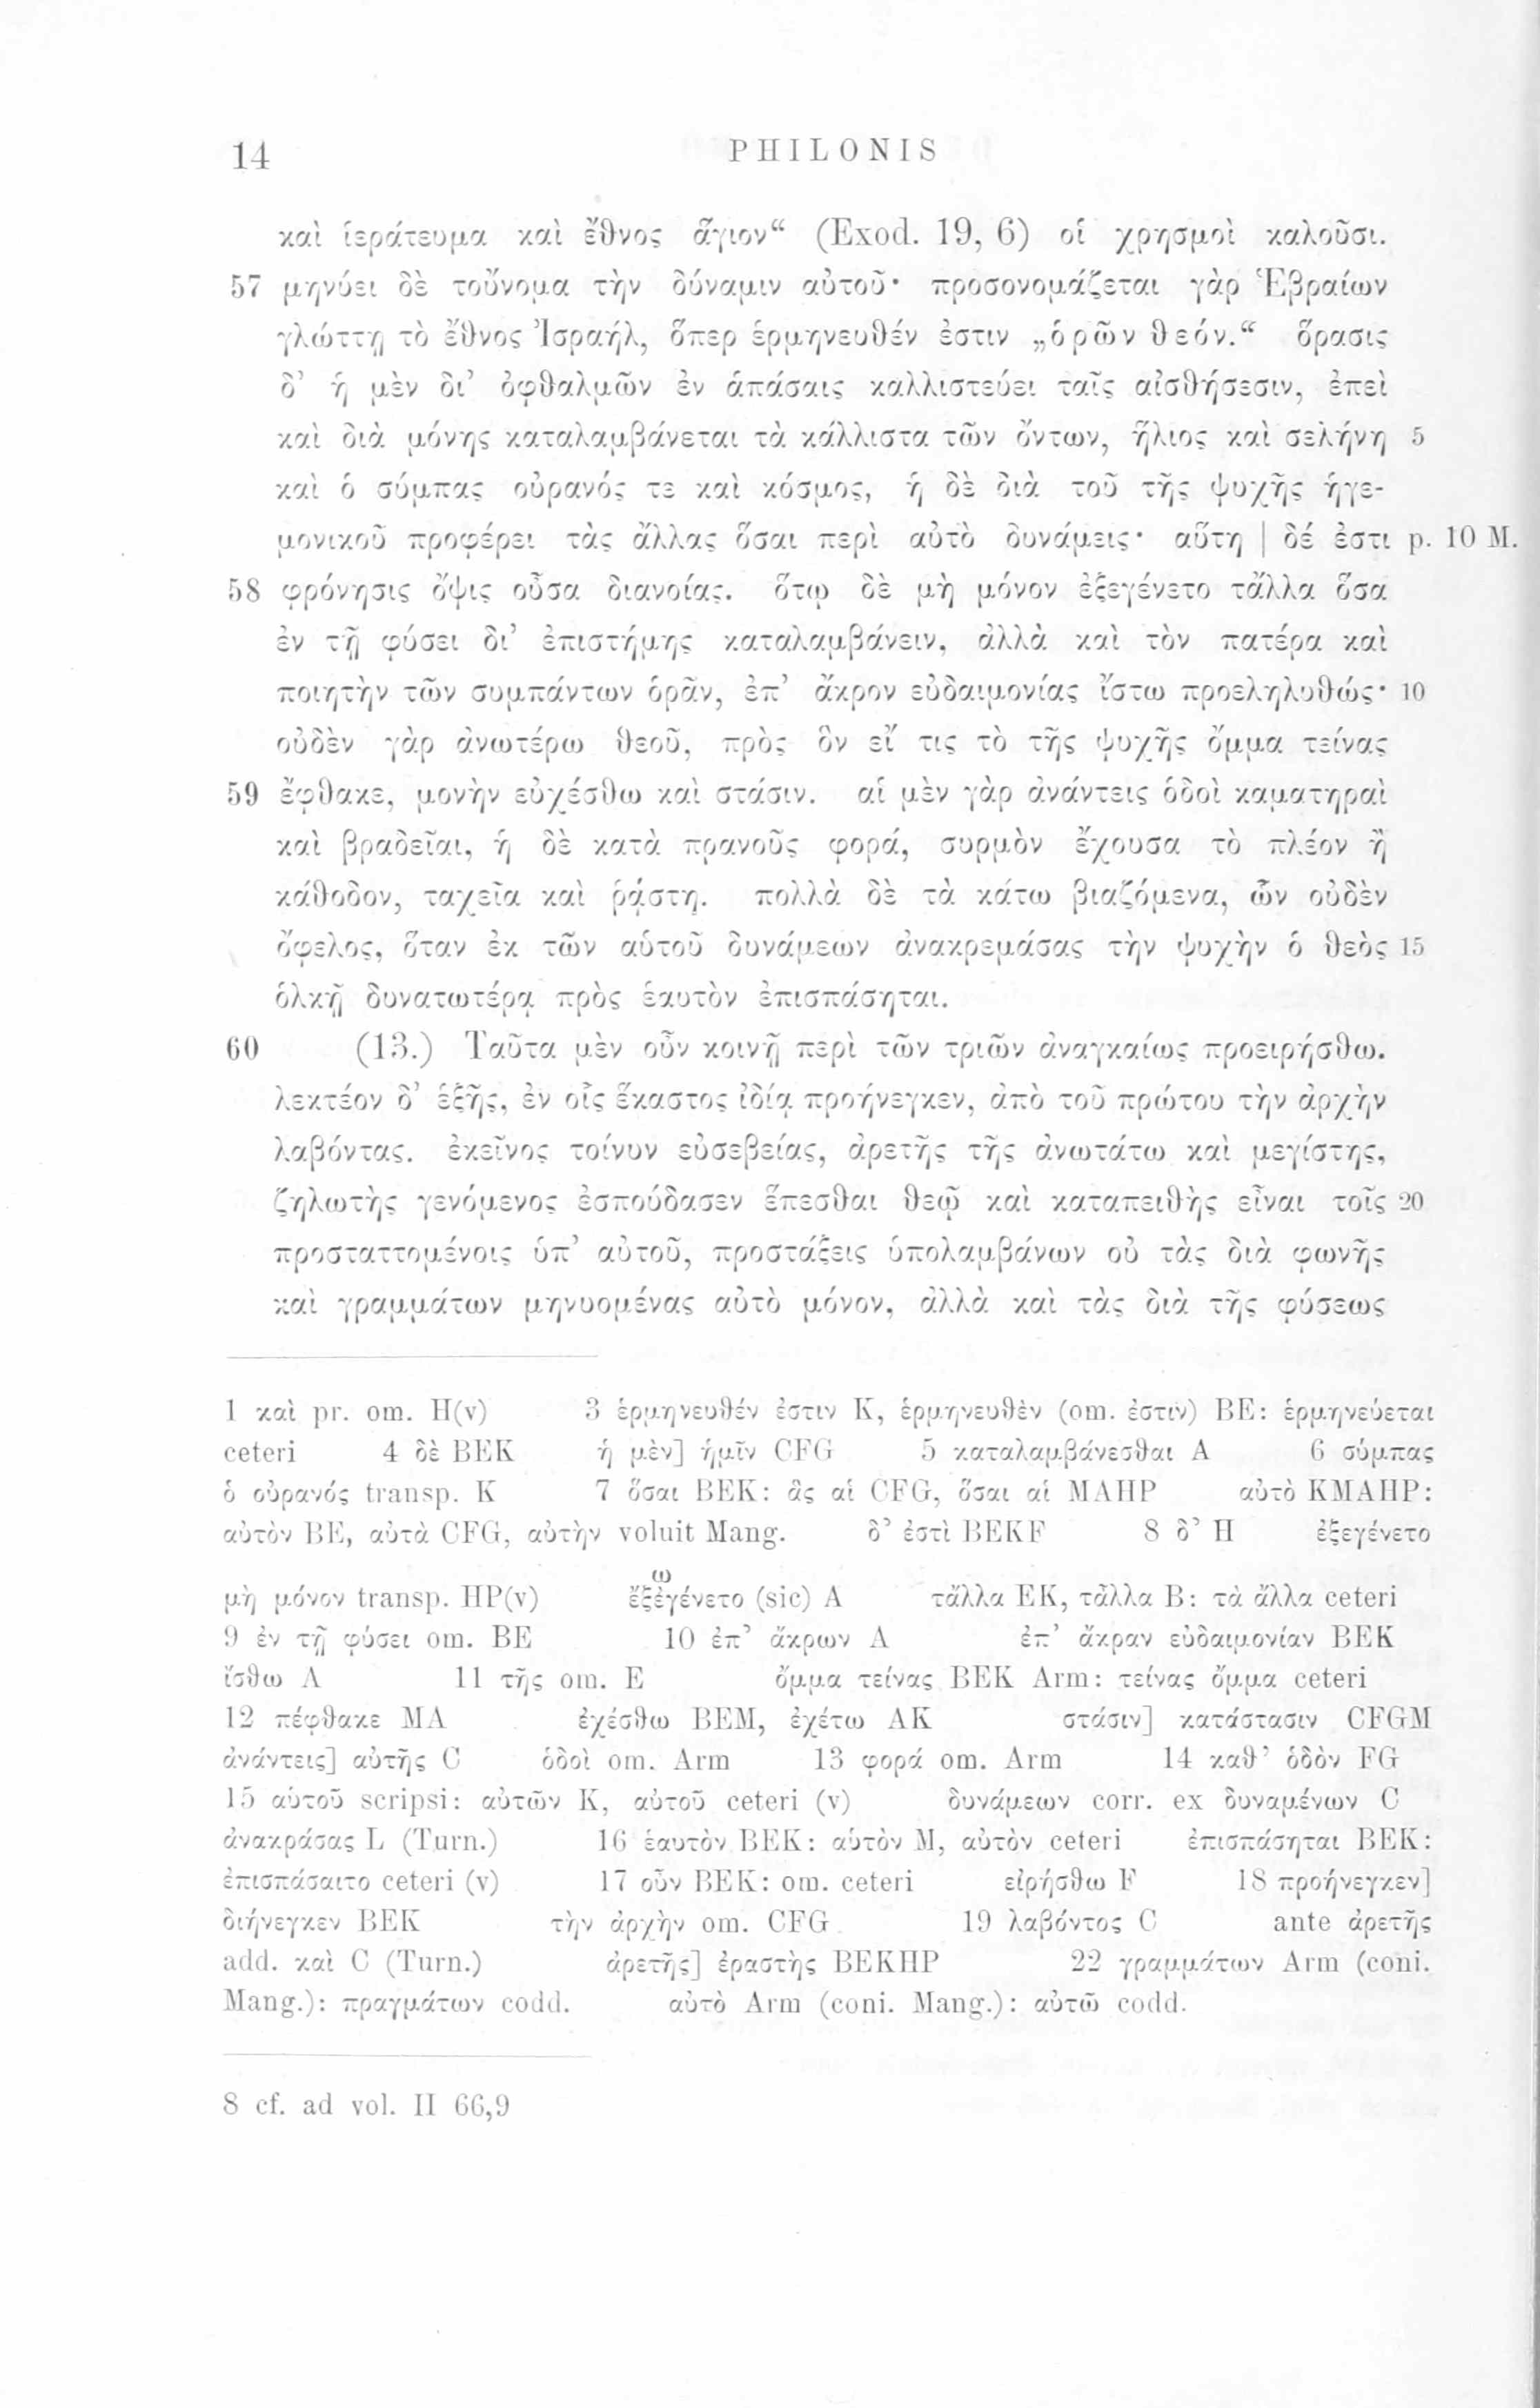 14 PHILONIS
καὶ ἱεράτευμα καὶ ἔθνος ἅγιον“ (Exod. 19, 6) οἱ χρησμοὶ καλοῦσι.
57 μηνύει δὲ τοὔνομα τὴν δύναμιν αὐτοῦ· προσονομάζεται γὰρ Ἑβραίων
γλώττῃ τὸ ἔθνος Ἰσραήλ, ὅπερ ἑρμηνευθέν ἐστιν „ὁρῶν θεόν.“ ὅρασις
δ’ ἡ μὲν δι’ ὀφθαλμῶν ἐν ἁπάσαις καλλιστεύει ταῖς αἰσθήσεσιν, ἐπεὶ
καὶ διὰ μόνης καταλαμβάνεται τὰ κάλλιστα τῶν ὄντων, ἥλιος καὶ σελήνη 5
καὶ ὁ σύμπας οὐρανός τε καὶ κόσμος, ἡ δὲ διὰ τοῦ τῆς ψυχῆς ἡγε-
μονικοῦ προφέρει τὰς ἄλλας ὅσαι περὶ αὐτὸ δυνάμεις· αὕτη | δέ ἐστι p. 10 M.
58 φρόνησις ὄψις οὖσα διανοίας. ὅτῳ δὲ μὴ μόνον ἐξεγένετο τἄλλα ὅσα
ἐν τῇ φύσει δι’ ἐπιστήμης καταλαμβάνειν, ἀλλὰ καὶ τὸν πατέρα καὶ
ποιητὴν τῶν συμπάντων ὁρᾶν, ἐπ’ ἄκρον εὐδαιμονίας ἴστω προεληλυθώς· 10
οὐδὲν γὰρ ἀνωτέρω θεοῦ, πρὸς ὃν εἴ τις τὸ τῆς ψυχῆς ὄμμα τείνας
59 ἔφθακε, μονὴν εὐχέσθω καὶ στάσιν. αἱ μὲν γὰρ ἀνάντεις ὁδοὶ καματηραὶ
καὶ βραδεῖαι, ἡ δὲ κατὰ πρανοῦς φορά, συρμὸν ἔχουσα τὸ πλέον ἢ
κάθοδον, ταχεῖα καὶ ῥᾴστη. πολλὰ δὲ τὰ κάτω βιαζόμενα, ὧν οὐδὲν
ὄφελος, ὅταν ἐκ τῶν αὑτοῦ δυνάμεων ἀνακρεμάσας τὴν ψυχὴν ὁ θεὸς 15
ὁλκῇ δυνατωτέρᾳ πρὸς ἑαυτὸν ἐπισπάσηται.
60 (13.) Ταῦτα μὲν οὖν κοινῇ περὶ τῶν τριῶν ἀναγκαίως προειρήσθω.
λεκτέον δ’ ἑξῆς, ἐν οἷς ἕκαστος ἰδίᾳ προήνεγκεν, ἀπὸ τοῦ πρώτου τὴν ἀρχὴν
λαβόντας. ἐκεῖνος τοίνυν εὐσεβείας, ἀρετῆς τῆς ἀνωτάτω καὶ μεγίστης,
ζηλωτὴς γενόμενος ἐσπούδασεν ἕπεσθαι θεῷ καὶ καταπειθὴς εἶναι τοῖς 20
προσταττομένοις ὑπ’ αὐτοῦ, προστάξεις ὑπολαμβάνων οὐ τὰς διὰ φωνῆς
καὶ γραμμάτων μηνυομένας αὐτὸ μόνον, ἀλλὰ καὶ τὰς διὰ τῆς φύσεως
1 καὶ pr. om. H(v) 3 ἑρμηνευθέν ἐστιν K, ἑρμηνευθὲν (om. ἐστιν) BE: ἑρμηνεύεται
ceteri 4 δὲ BEK ἡ μὲν] ἡμῖν CFG 5 καταλαμβάνεσθαι A 6 σύμπας
ὁ οὐρανός transp. K 7 ὅσαι BEK: ἃς αἱ CFG, ὅσαι αἱ MAHP αὐτὸ KMAHP:
αὐτὸν BE, αὐτὰ CFG, αὐτὴν voluit Mang. δ’ ἐστὶ BEKF 8 δ’ H ἐξεγένετο
μὴ μόνον transp. HP(v) ἔξεγένετο (sic) A τἄλλα EK, τἆλλα B: τὰ ἄλλα ceteri
9 ἐν τῇ φύσει om. BE 10 ἐπ’ ἄκρων A ἐπ’ ἄκραν εὐδαιμονίαν BEK
ἴσθω A 11 τῆς om. E ὄμμα τείνας BEK Arm: τείνας ὄμμα ceteri
12 πέφθακε MA ἐχέσθω BEM, ἐχέτω AK στάσιν] κατάστασιν CFGM
ἀνάντεις] αὐτῆς C ὁδοὶ om. Arm 13 φορά om. Arm 14 καθ’ ὁδὸν FG
15 αὑτοῦ scripsi: αὐτῶν K, αὐτοῦ ceteri (v) δυνάμεων corr. ex δυναμένων C
ἀνακράσας L (Turn.) 16 ἑαυτὸν BEK: αὑτὸν M, αὐτὸν ceteri ἐπισπάσηται BEK:
ἐπισπάσαιτο ceteri (v) 17 οὖν BEK: om. ceteri εἰρήσθω F 18 προήνεγκεν]
διήνεγκεν BEK τὴν ἀρχὴν om. CFG 19 λαβόντος C ante ἀρετῆς
add. καὶ C (Turn.) ἀρετῆς] ἐραστὴς BEKHP 22 γραμμάτων Arm (coni.
Mang.): πραγμάτων codd. αὐτὸ Arm (coni. Mang.): αὐτῶ codd.
8 cf. ad vol. II 66,9